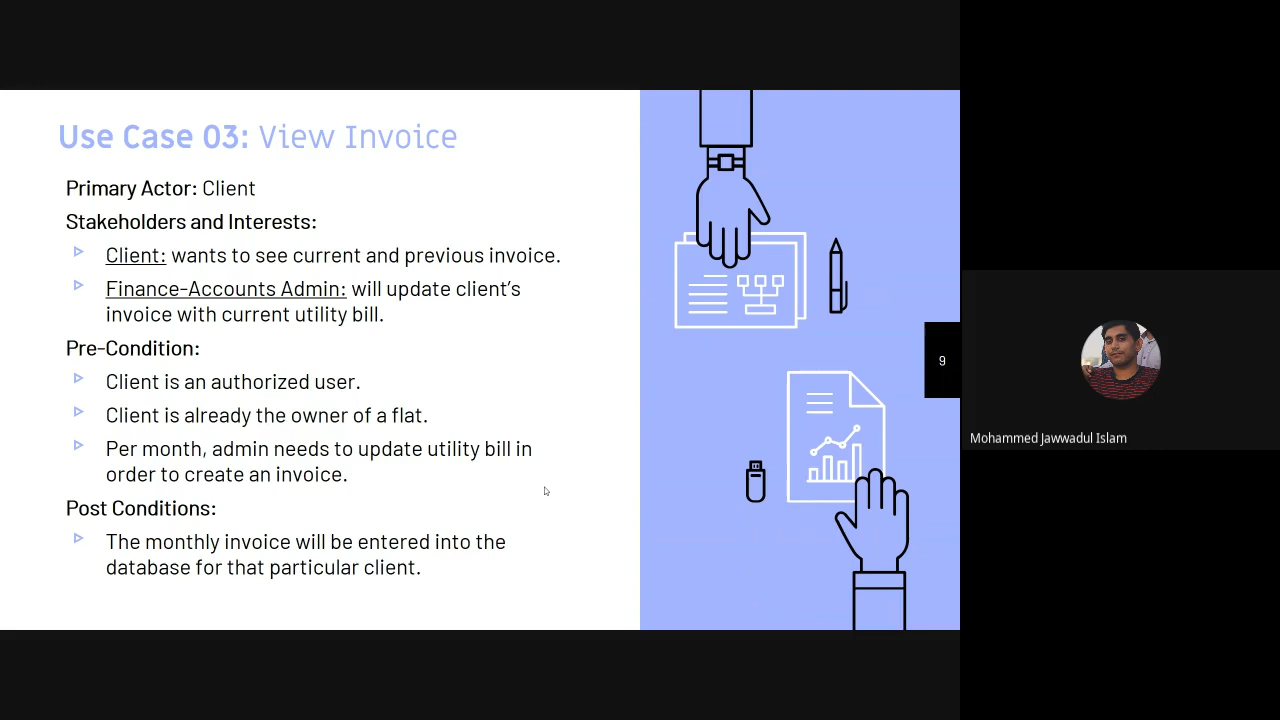 Use Case 03: View Invoice
Primary Actor: Client
Stakeholders and Interests:
Client: wants to see current and previous invoice.
Finance-Accounts Admin: will update client’s
invoice with current utility bill.
Pre-Condition:
Client is an authorized user.
Client is already the owner of a flat.
Per month, admin needs to update utility bill in
order to create an invoice.
Post Conditions:
The monthly invoice will be entered into the
database for that particular client.
9
Mohammed Jawwadul Islam